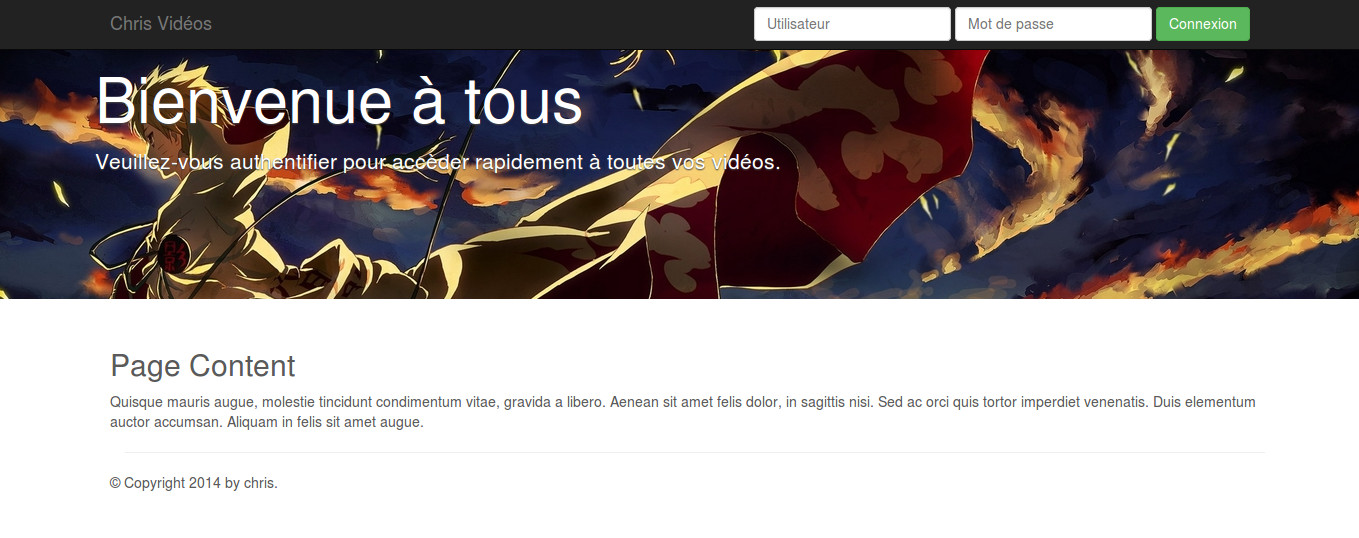 Chris Vidéos
Utilisateur
Mot de passe
Connexion
Bienvenue à tous
Veuillez-vous authentifier pour accèder rapidement à toutes vos vidéos.
Page Content
Quisque mauris augue, molestie tincidunt condimentum vitae, gravida a libero. Aenean sit amet felis dolor, in sagittis nisi. Sed ac orci quis tortor imperdiet venenatis. Duis elementum
auctor accumsan. Aliquam in felis sit amet augue.
© Copyright 2014 by chris.